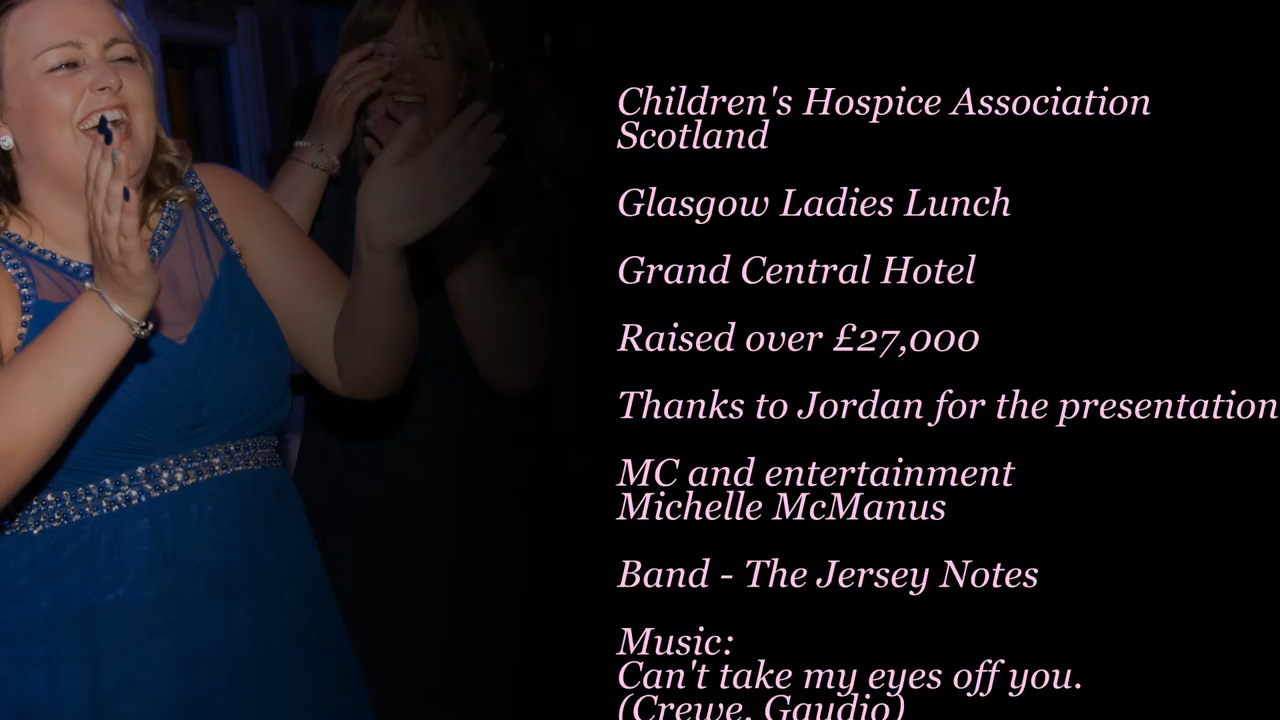 Children's Hospice Association
Scotland
Glasgow Ladies Lunch
Grand Central Hotel
Raised over £27,000
Thanks to Jordan for the presentation
MC and entertainment
Michelle McManus
Band - The Jersey Notes
Music:
Can't take my eyes off you.
(Crewe, Gaudio)